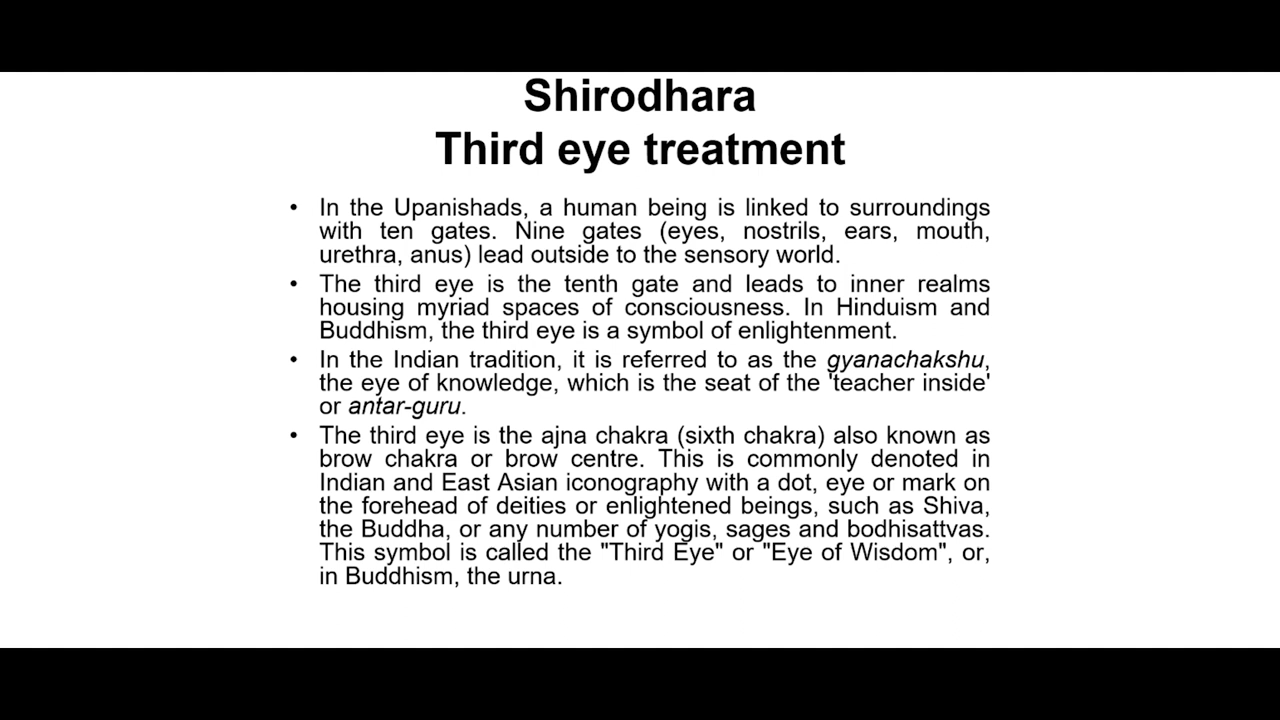 Shirodhara
Third eye treatment
• In the Upanishads, a human being is linked to surroundings
with ten gates. Nine gates (eyes, nostrils, ears, mouth,
urethra, anus) lead outside to the sensory world.
• The third eye is the tenth gate and leads to inner realms
housing myriad spaces of consciousness. In Hinduism and
Buddhism, the third eye is a symbol of enlightenment.
• In the Indian tradition, it is referred to as the gyanachakshu,
the eye of knowledge, which is the seat of the 'teacher inside'
or antar-guru.
• The third eye is the ajna chakra (sixth chakra) also known as
brow chakra or brow centre. This is commonly denoted in
Indian and East Asian iconography with a dot, eye or mark on
the forehead of deities or enlightened beings, such as Shiva,
the Buddha, or any number of yogis, sages and bodhisattvas.
This symbol is called the "Third Eye" or "Eye of Wisdom", or,
in Buddhism, the urna.